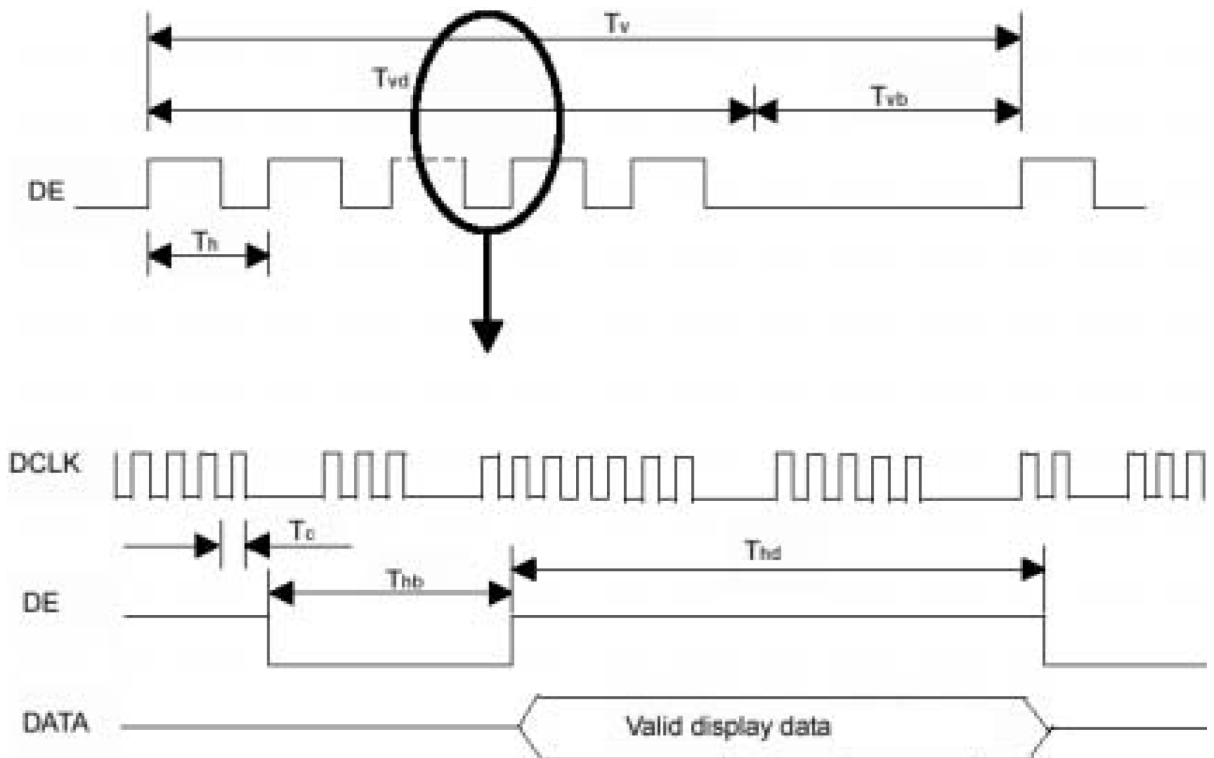 Tv
Tvd
Tvb
DE
Th
DCLK
Tc
Thd
Thb
DE
DATA
Valid display data